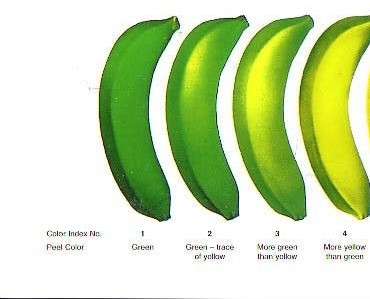 Color Index No. 1 2 3 4
Peel Color Green Green – trace More green More yellow
of yellow than yellow than green